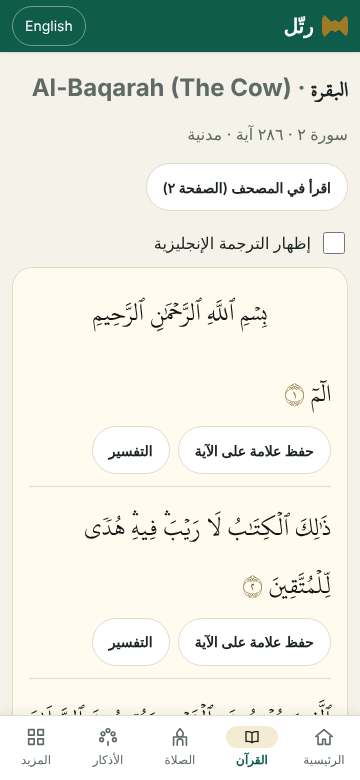 رتّل
English
البقرة · Al-Baqarah (The Cow)
سورة ٢ · ٢٨٦ آية · مدنية
اقرأ في المصحف (الصفحة ٢)
إظهار الترجمة الإنجليزية
بِسْمِ ٱللَّهِ ٱلرَّحْمَٰنِ ٱلرَّحِيمِ
الٓمٓ ١
حفظ علامة على الآية
التفسير
ذَٰلِكَ ٱلْكِتَٰبُ لَا رَيْبَ ۛ فِيهِ ۛ هُدًى
لِّلْمُتَّقِينَ ٢
حفظ علامة على الآية
التفسير
الرئيسية
القرآن
الصلاة
الأذكار
المزيد